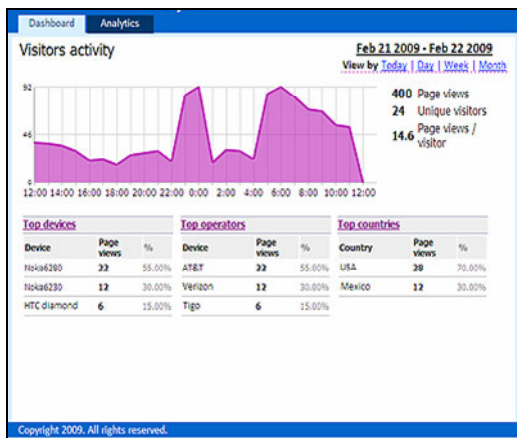 Dashboard Analytics
Visitors activity
Feb 21 2009 - Feb 22 2009
View by Today | Day | Week | Month
92
46
0
12:00 14:00 16:00 18:00 20:00 22:00 0:00 2:00 4:00 6:00 8:00 10:00 12:00
400 Page views
24 Unique visitors
14.6 Page views / visitor
Top devices
Device Page views %
Nokia6280 22 55.00%
Nokia6230 12 30.00%
HTC diamond 6 15.00%
Top operators
Device Page views %
AT&T 22 55.00%
Verizon 12 30.00%
Tigo 6 15.00%
Top countries
Country Page views %
USA 28 70.00%
Mexico 12 30.00%
Copyright 2009. All rights reserved.